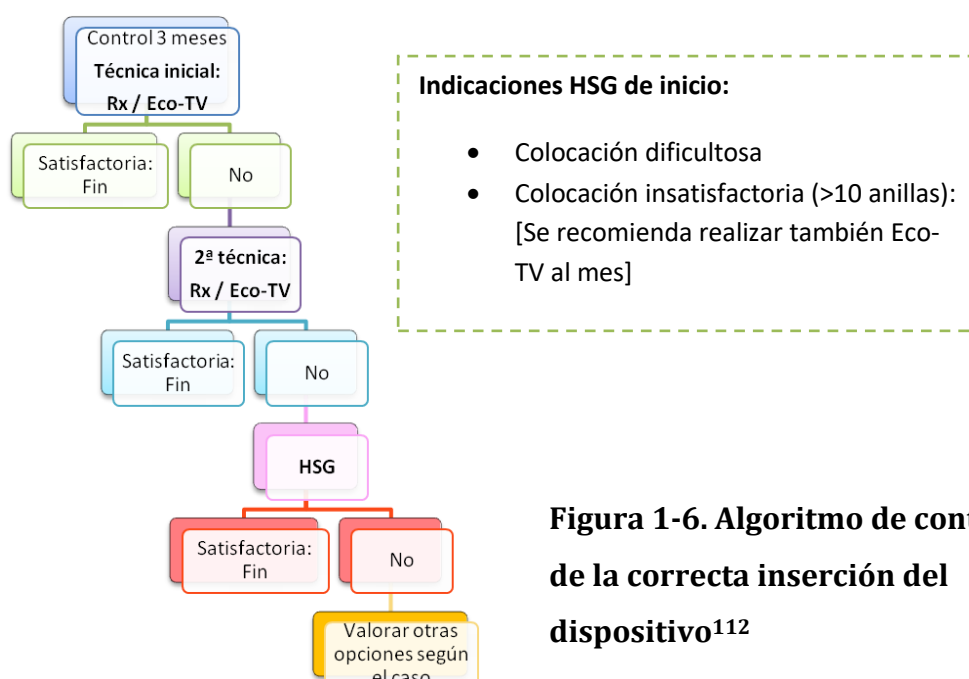 Control 3 meses
Técnica inicial:
Rx / Eco-TV
Satisfactoria:
Fin
No
2ª técnica:
Rx / Eco-TV
Satisfactoria:
Fin
No
HSG
Satisfactoria:
Fin
No
Valorar otras
opciones según
el caso
Indicaciones HSG de inicio:
• Colocación dificultosa
• Colocación insatisfactoria (>10 anillas):
[Se recomienda realizar también Eco-
TV al mes]
Figura 1-6. Algoritmo de
de la correcta inserción del
dispositivo¹¹²